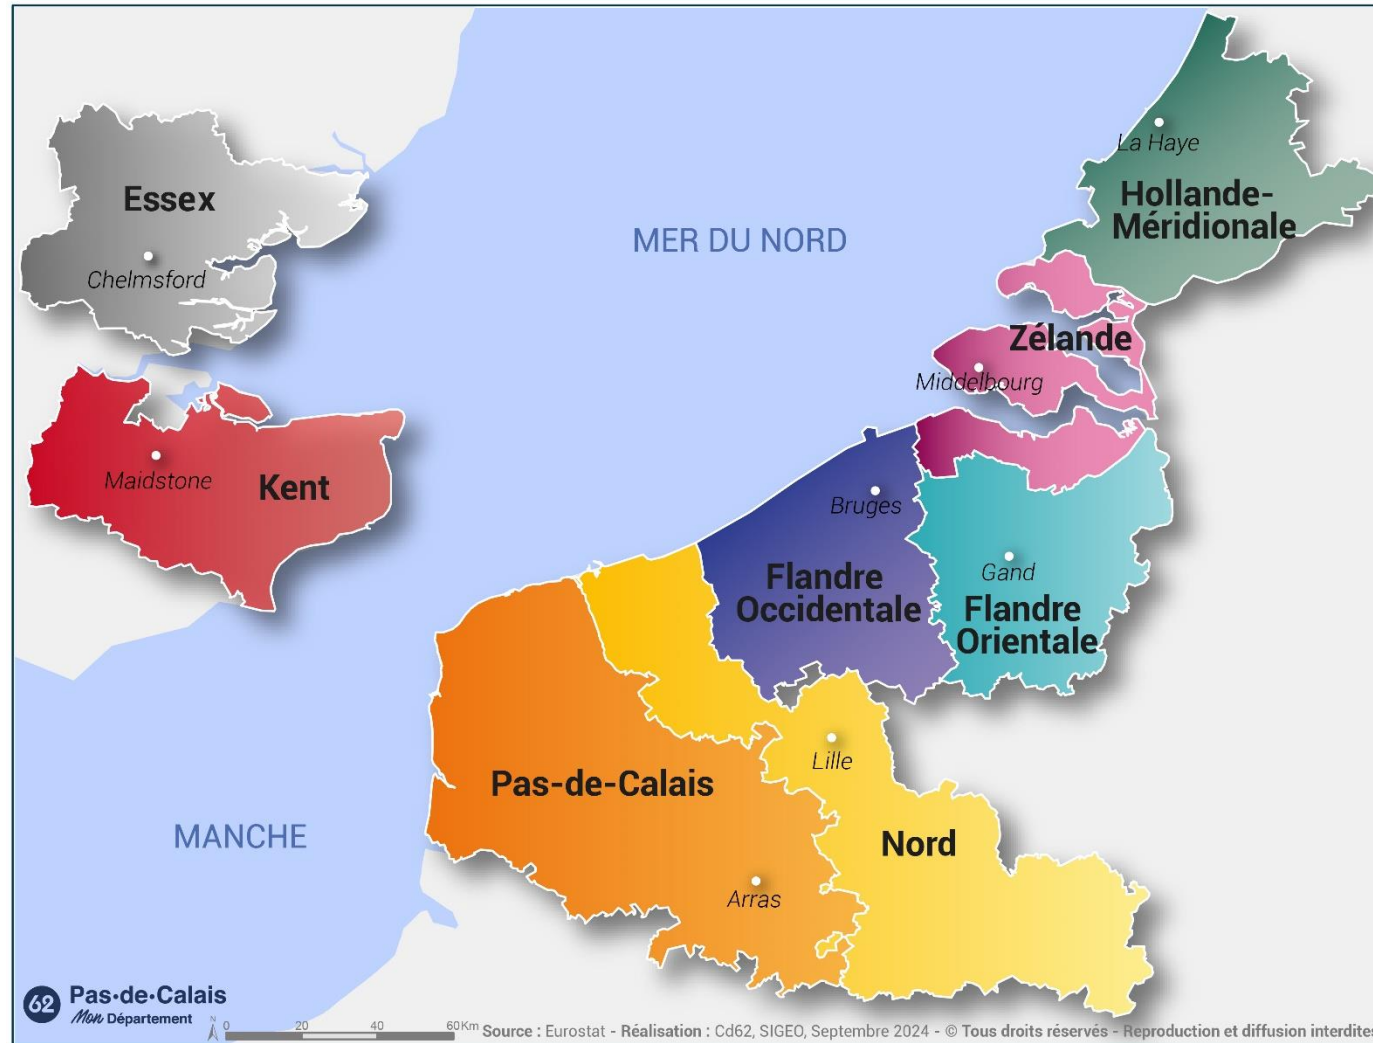 La Haye
Hollande-
Méridionale
Essex
Chelmsford
MER DU NORD
Zélande
Middelbourg
Maidstone
Kent
Bruges
Gand
Flandre
Occidentale
Flandre
Orientale
Lille
Pas-de-Calais
Nord
MANCHE
Arras
62 Pas·de·Calais
Mon Département
N 0 20 40 60Km
Source : Eurostat - Réalisation : Cd62, SIGEO, Septembre 2024 - © Tous droits réservés - Reproduction et diffusion interdites